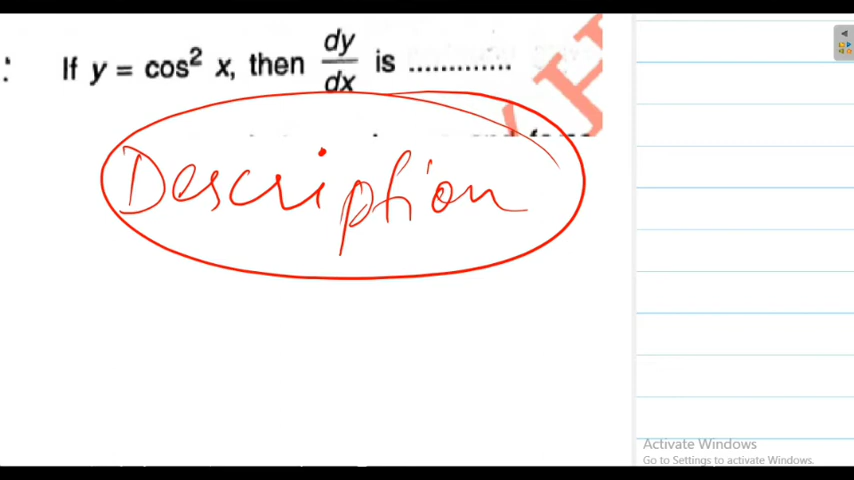 : If y = cos² x, then dy/dx is .............
Description
Activate Windows
Go to Settings to activate Windows.